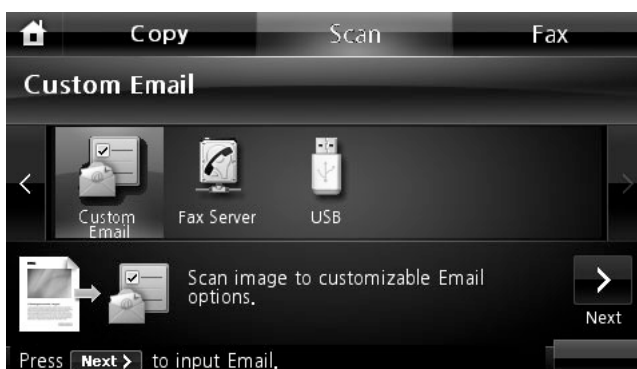 Copy Scan Fax
Custom Email
Custom Email
Fax Server
USB
Scan image to customizable Email
options.
Next
Press Next > to input Email.